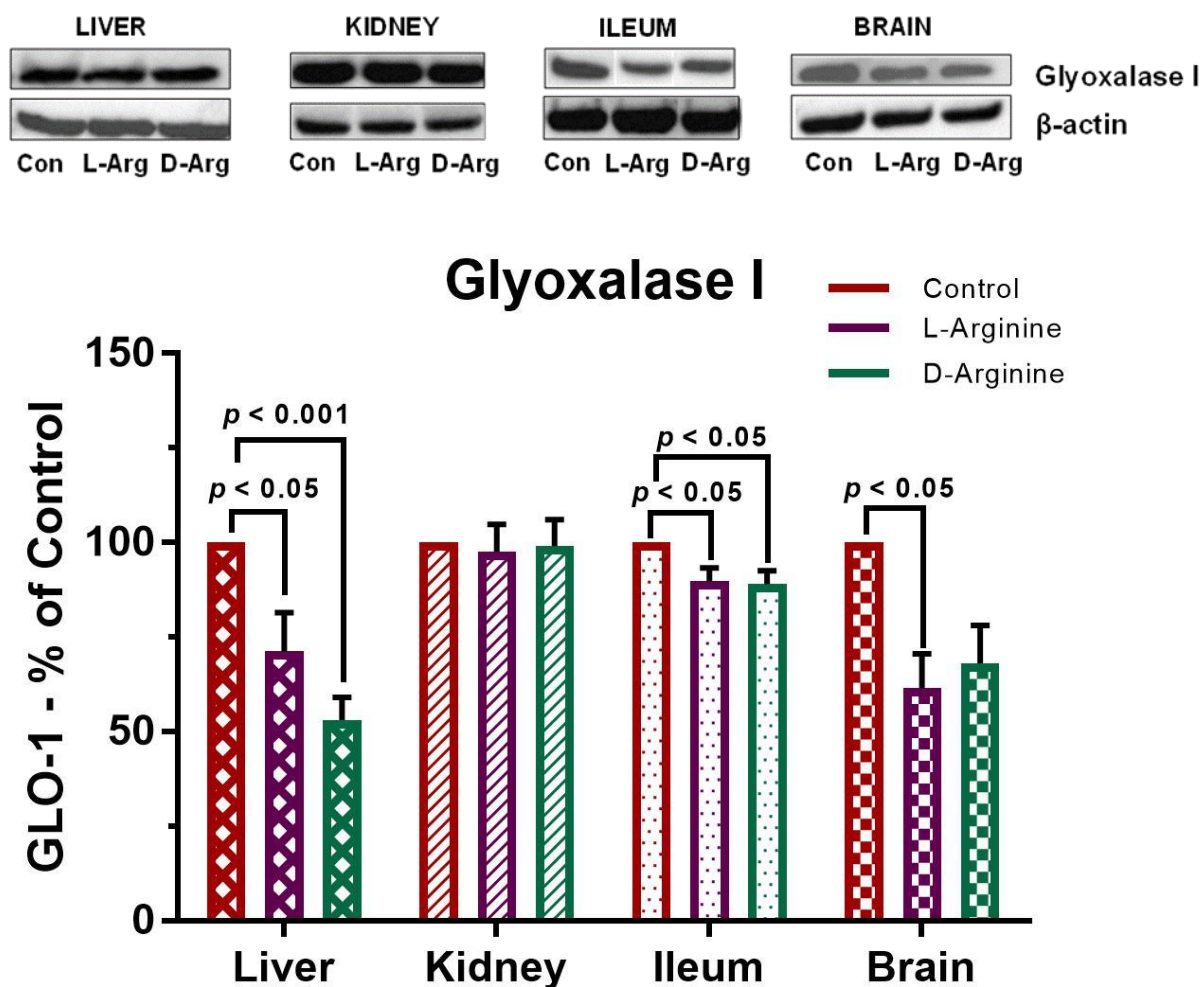 LIVER KIDNEY ILEUM BRAIN
Glyoxalase I
β-actin
Con L-Arg D-Arg Con L-Arg D-Arg Con L-Arg D-Arg Con L-Arg D-Arg
Glyoxalase I
Control
L-Arginine
D-Arginine
GLO-1 - % of Control
150
100
50
0
p < 0.001
p < 0.05
p < 0.05
p < 0.05
p < 0.05
Liver Kidney Ileum Brain